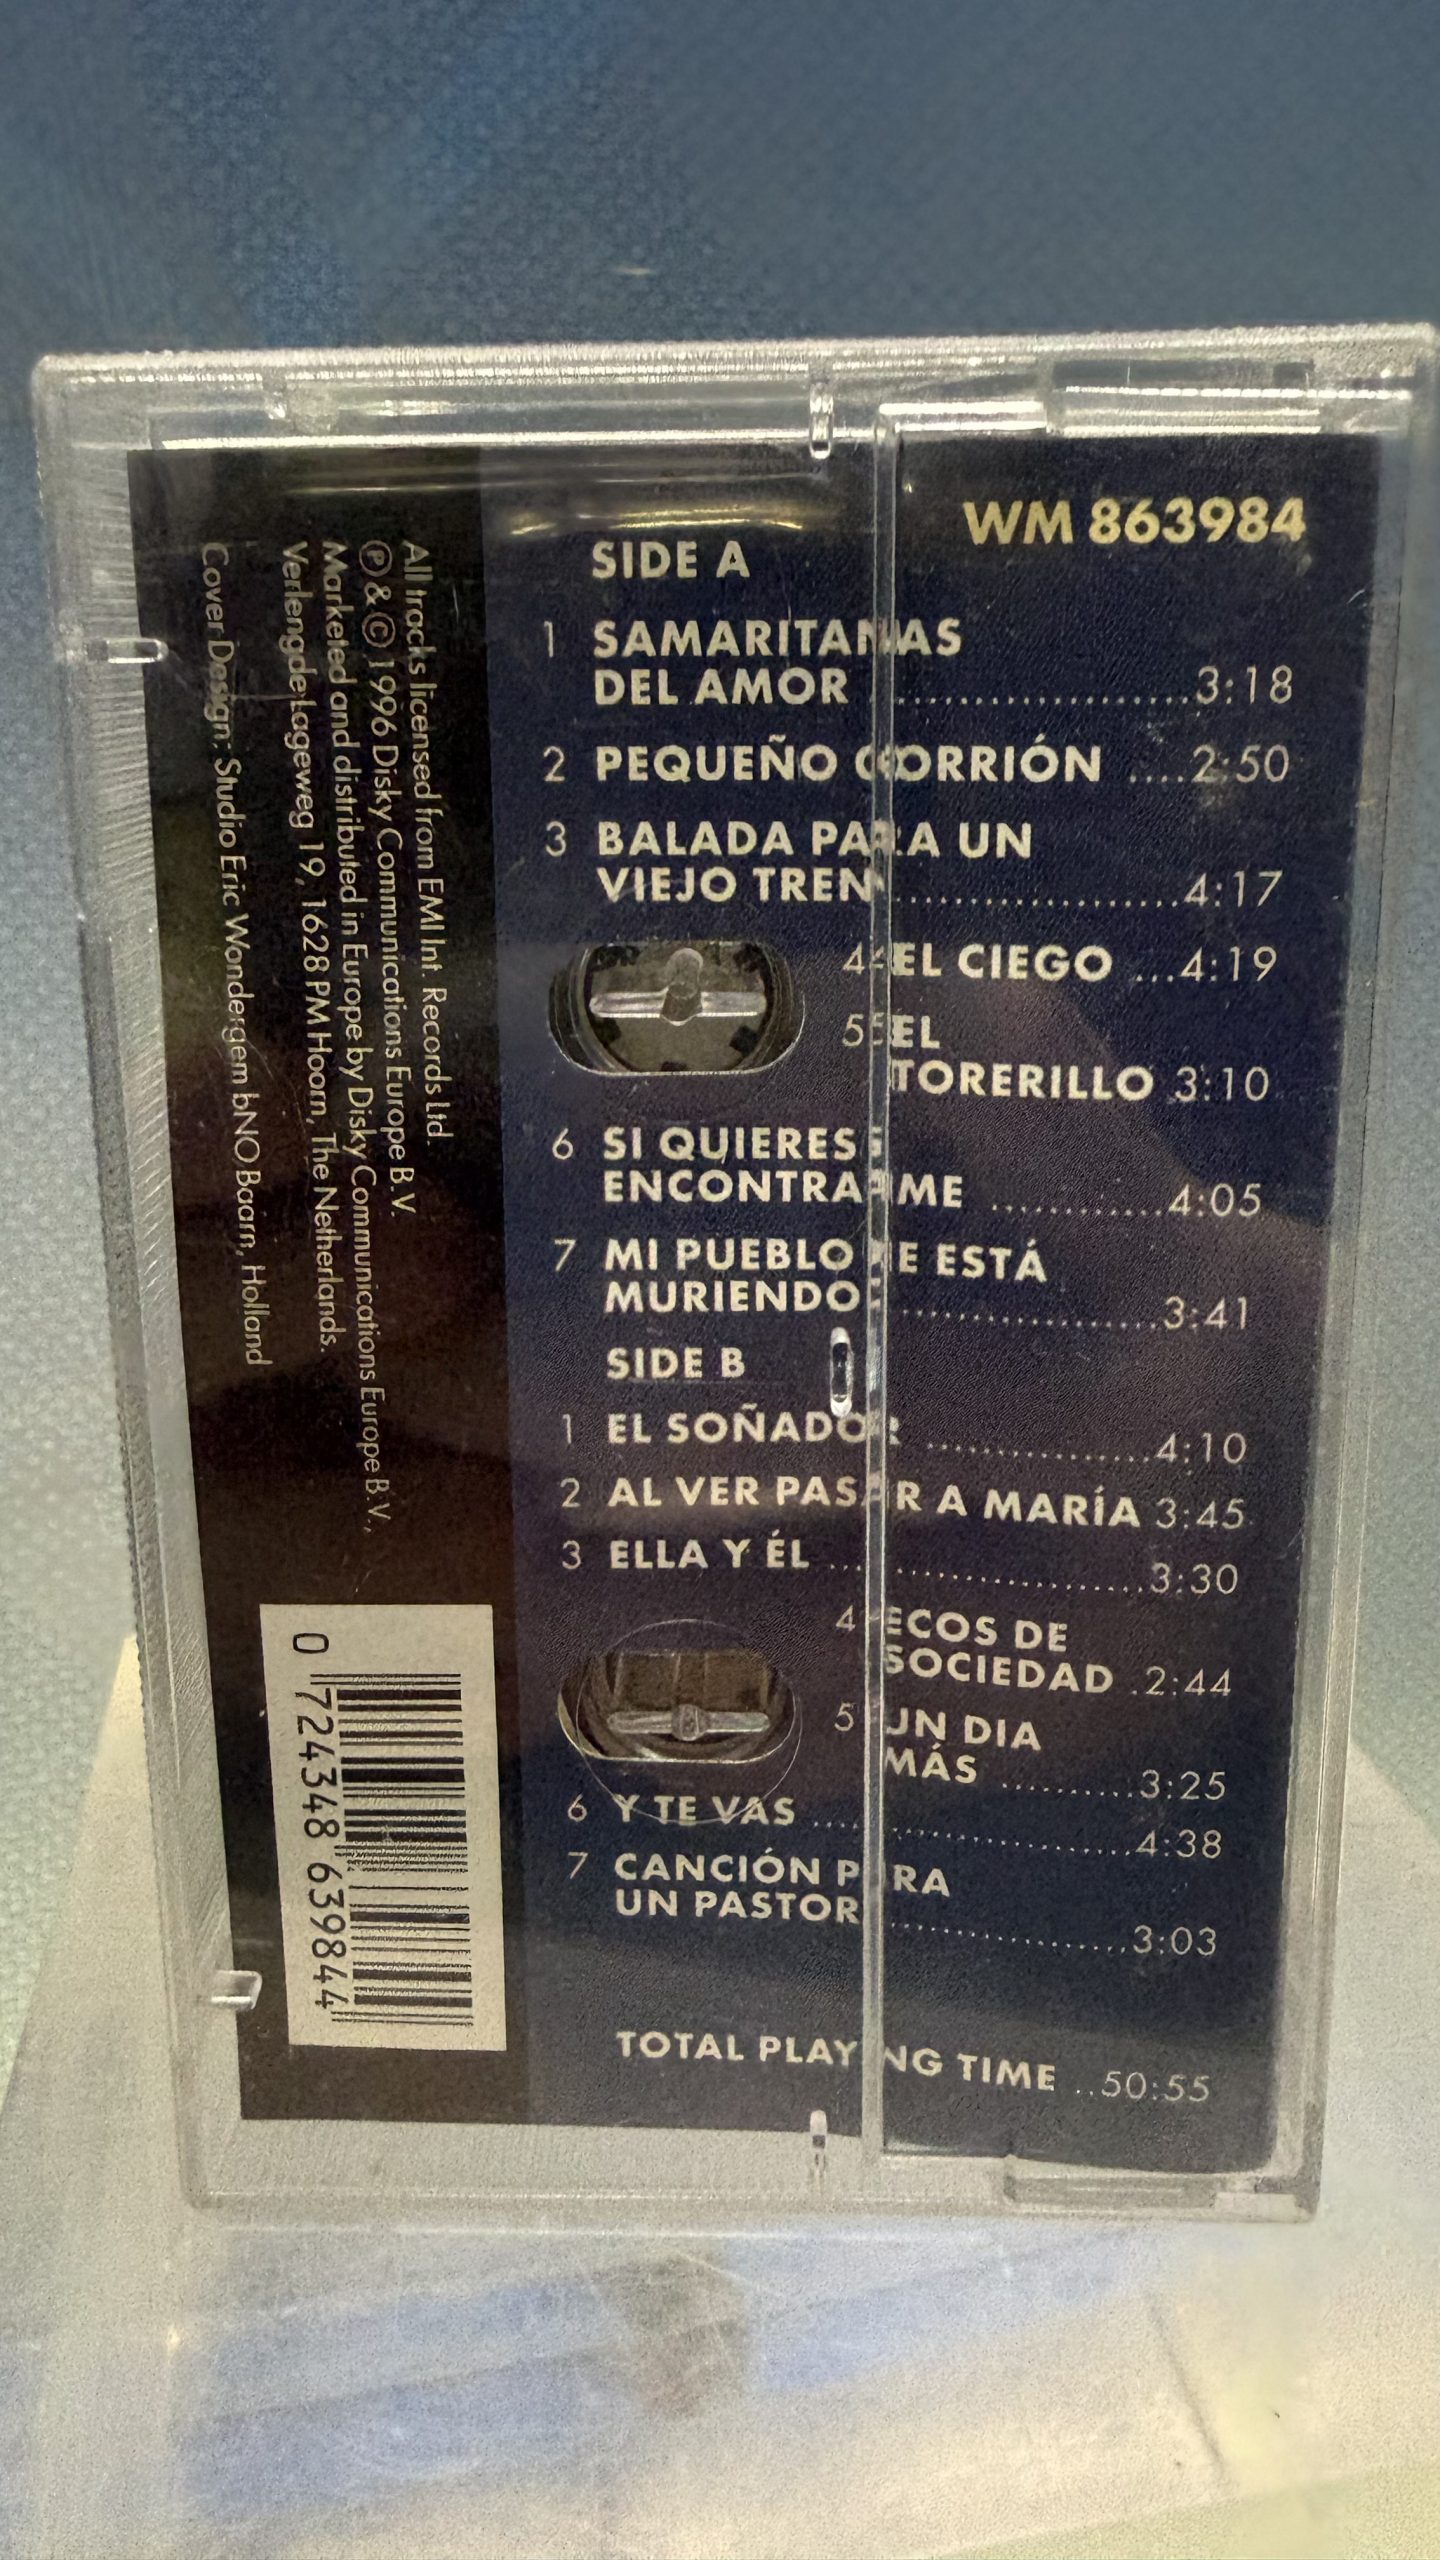 WM 863984
SIDE A
1 SAMARITANAS
DEL AMOR ....................3:18
2 PEQUEÑO GORRIÓN ....2:50
3 BALADA PARA UN
VIEJO TREN ....................4:17
4 EL CIEGO ...4:19
5 EL
TORERILLO 3:10
6 SI QUIERES
ENCONTRARME ............4:05
7 MI PUEBLO SE ESTÁ
MURIENDO ..................3:41
SIDE B
1 EL SOÑADOR ................4:10
2 AL VER PASAR A MARÍA 3:45
3 ELLA Y ÉL ........................3:30
4 ECOS DE
SOCIEDAD .2:44
5 UN DIA
MÁS ..........3:25
6 Y TE VAS ........................4:38
7 CANCIÓN PARA
UN PASTOR ..................3:03
TOTAL PLAYING TIME ..50:55
All tracks licensed from EMI Int. Records Ltd.
Ⓟ & © 1996 Disky Communications Europe B.V.
Marketed and distributed in Europe by Disky Communications Europe B.V.,
Verlengde Lageweg 19, 1628 PM Hoorn, The Netherlands.
Cover Design: Studio Eric Wondergem bNO Baarn, Holland
0 724348 639844